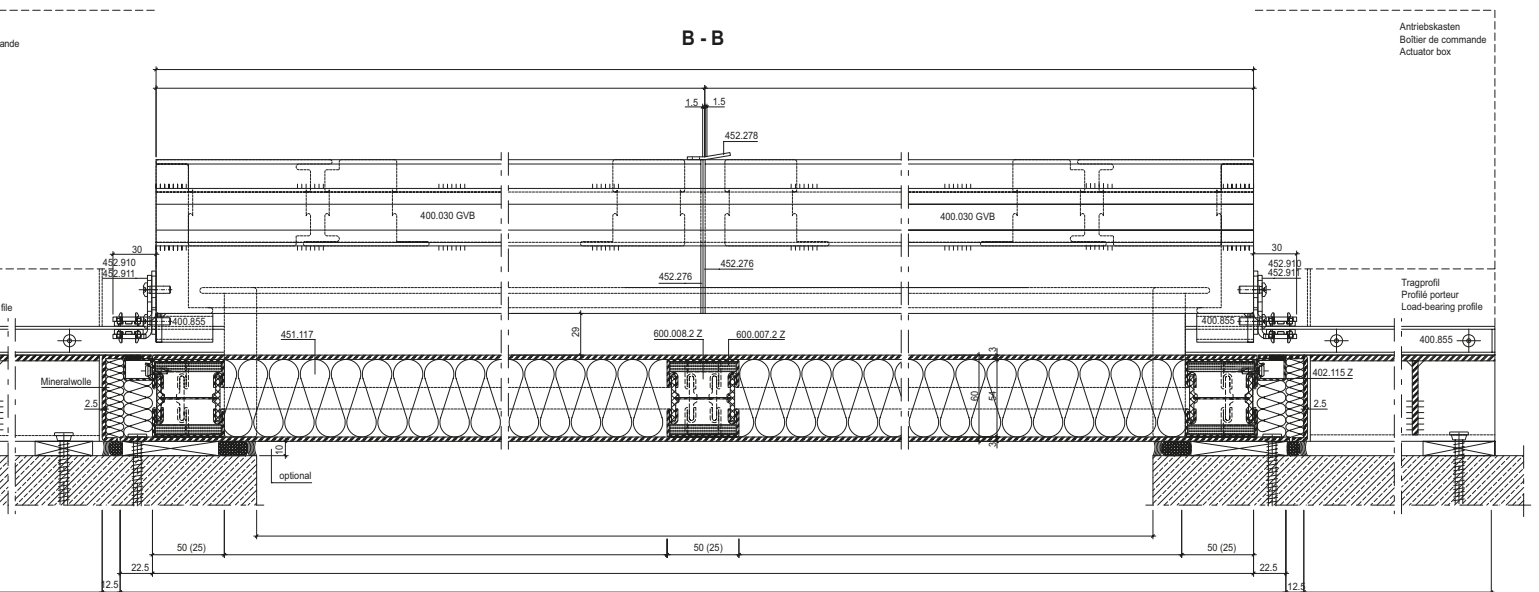 B - B
ande
Antriebskasten
Boîtier de commande
Actuator box
1.5
1.5
452.278
400.030 GVB
400.030 GVB
30
452.910
452.911
30
452.910
452.911
452.276
452.276
file
Tragprofil
Profilé porteur
Load-bearing profile
400.855
400.855
400.855
451.117
29
600.008.2 Z
600.007.2 Z
3
Mineralwolle
402.115 Z
2.5
60
54
2.5
3
10
optional
50 (25)
50 (25)
50 (25)
22.5
22.5
12.5
12.5